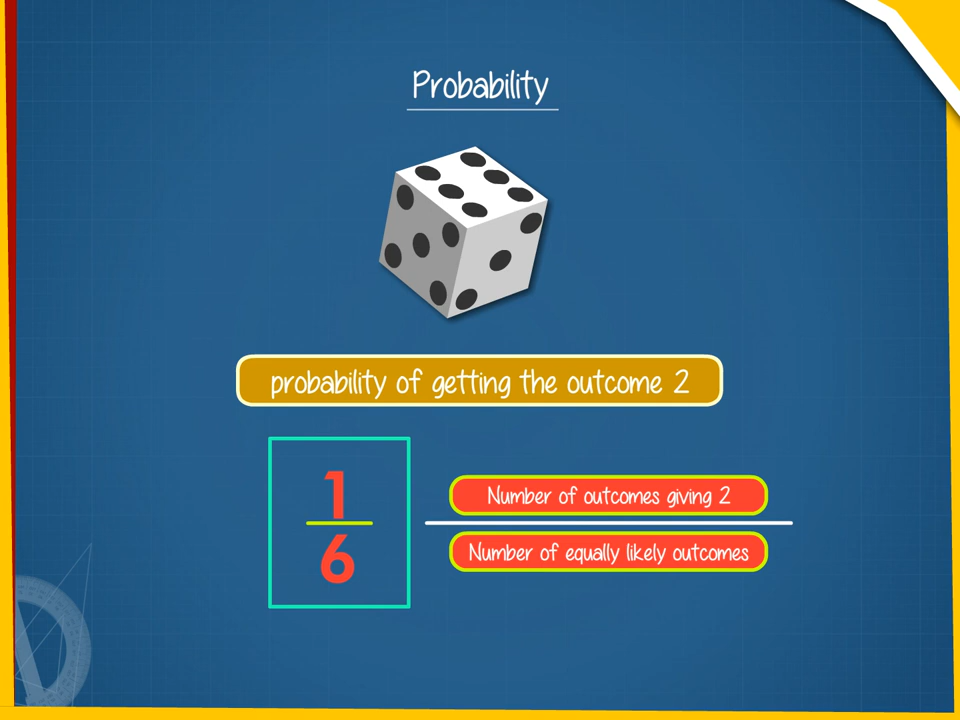 Probability
probability of getting the outcome 2
1
6
Number of outcomes giving 2
Number of equally likely outcomes